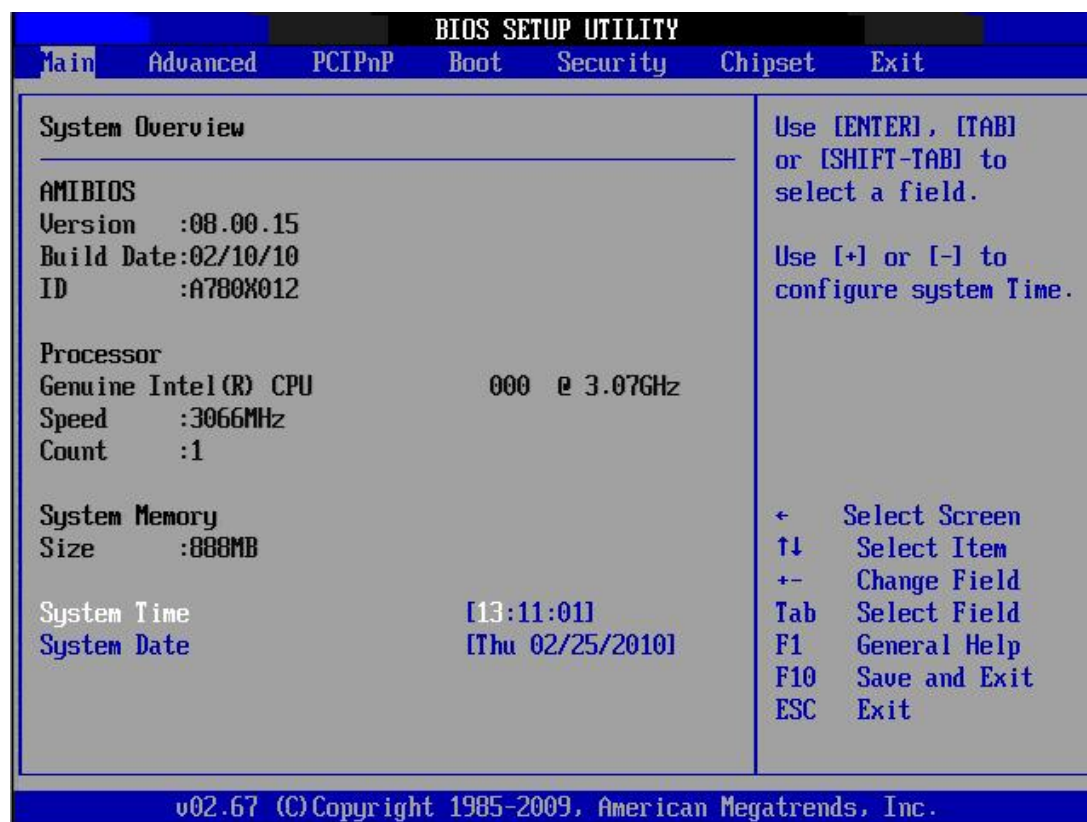 BIOS SETUP UTILITY
Main Advanced PCIPnP Boot Security Chipset Exit
System Overview
AMIBIOS
Version :08.00.15
Build Date:02/10/10
ID :A780X012
Processor
Genuine Intel(R) CPU 000 @ 3.07GHz
Speed :3066MHz
Count :1
System Memory
Size :888MB
System Time [13:11:01]
System Date [Thu 02/25/2010]
Use [ENTER], [TAB]
or [SHIFT-TAB] to
select a field.
Use [+] or [-] to
configure system Time.
← Select Screen
↑↓ Select Item
+- Change Field
Tab Select Field
F1 General Help
F10 Save and Exit
ESC Exit
v02.67 (C)Copyright 1985-2009, American Megatrends, Inc.